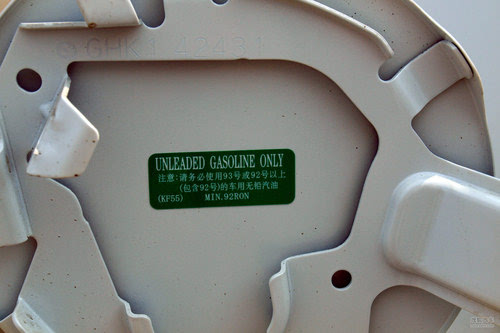 GHK1 42431
UNLEADED GASOLINE ONLY
注意:请务必使用93号或92号以上
(包含92号)的车用无铅汽油
(KF55) MIN.92RON